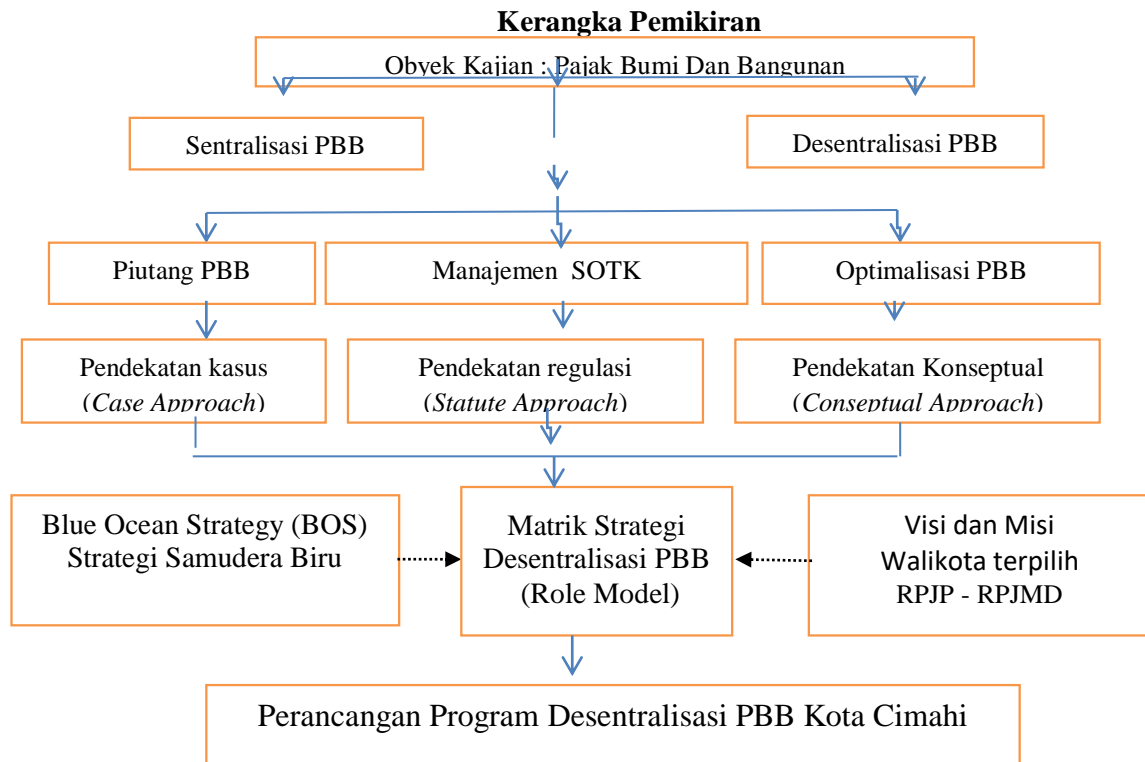 Kerangka Pemikiran
Obyek Kajian : Pajak Bumi Dan Bangunan
Sentralisasi PBB
Desentralisasi PBB
Piutang PBB
Manajemen SOTK
Optimalisasi PBB
Pendekatan kasus
(Case Approach)
Pendekatan regulasi
(Statute Approach)
Pendekatan Konseptual
(Conseptual Approach)
Blue Ocean Strategy (BOS)
Strategi Samudera Biru
Matrik Strategi
Desentralisasi PBB
(Role Model)
Visi dan Misi
Walikota terpilih
RPJP - RPJMD
Perancangan Program Desentralisasi PBB Kota Cimahi